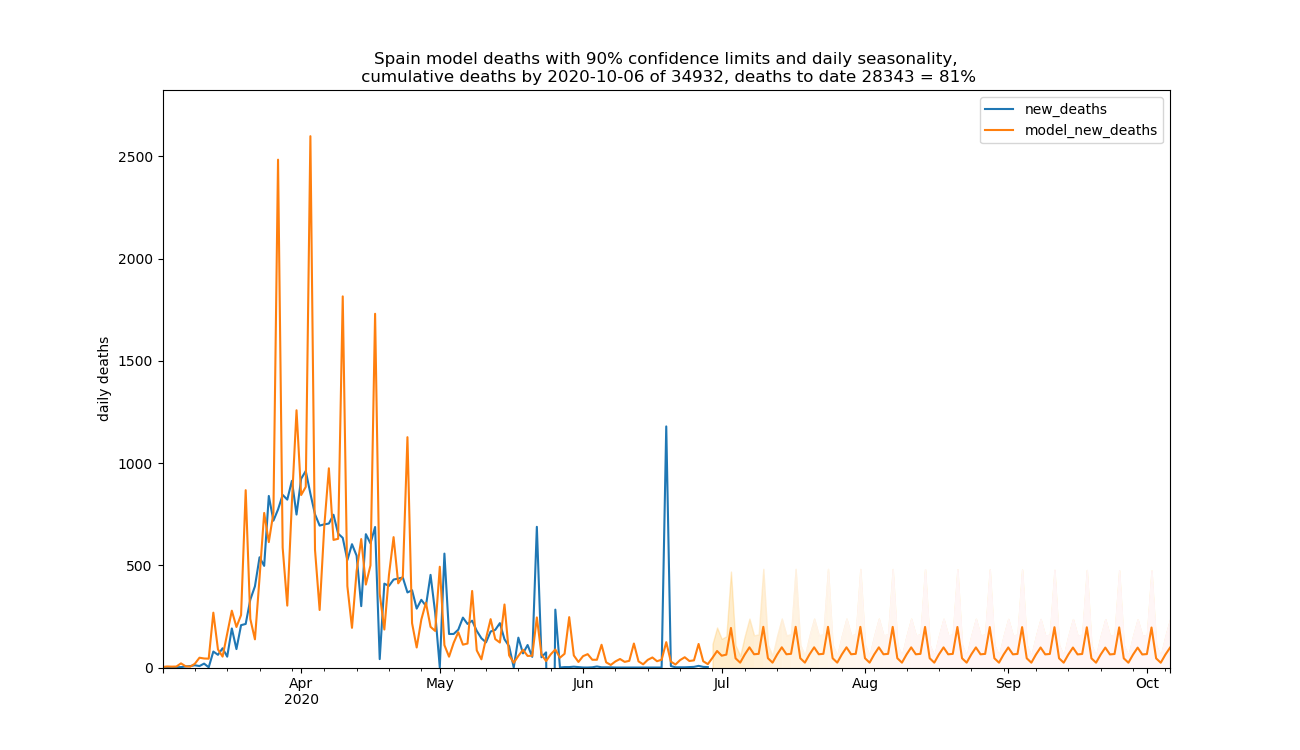 Spain model deaths with 90% confidence limits and daily seasonality,
cumulative deaths by 2020-10-06 of 34932, deaths to date 28343 = 81%
new_deaths
model_new_deaths
daily deaths
2500
2000
1500
1000
500
0
Apr
2020
May
Jun
Jul
Aug
Sep
Oct